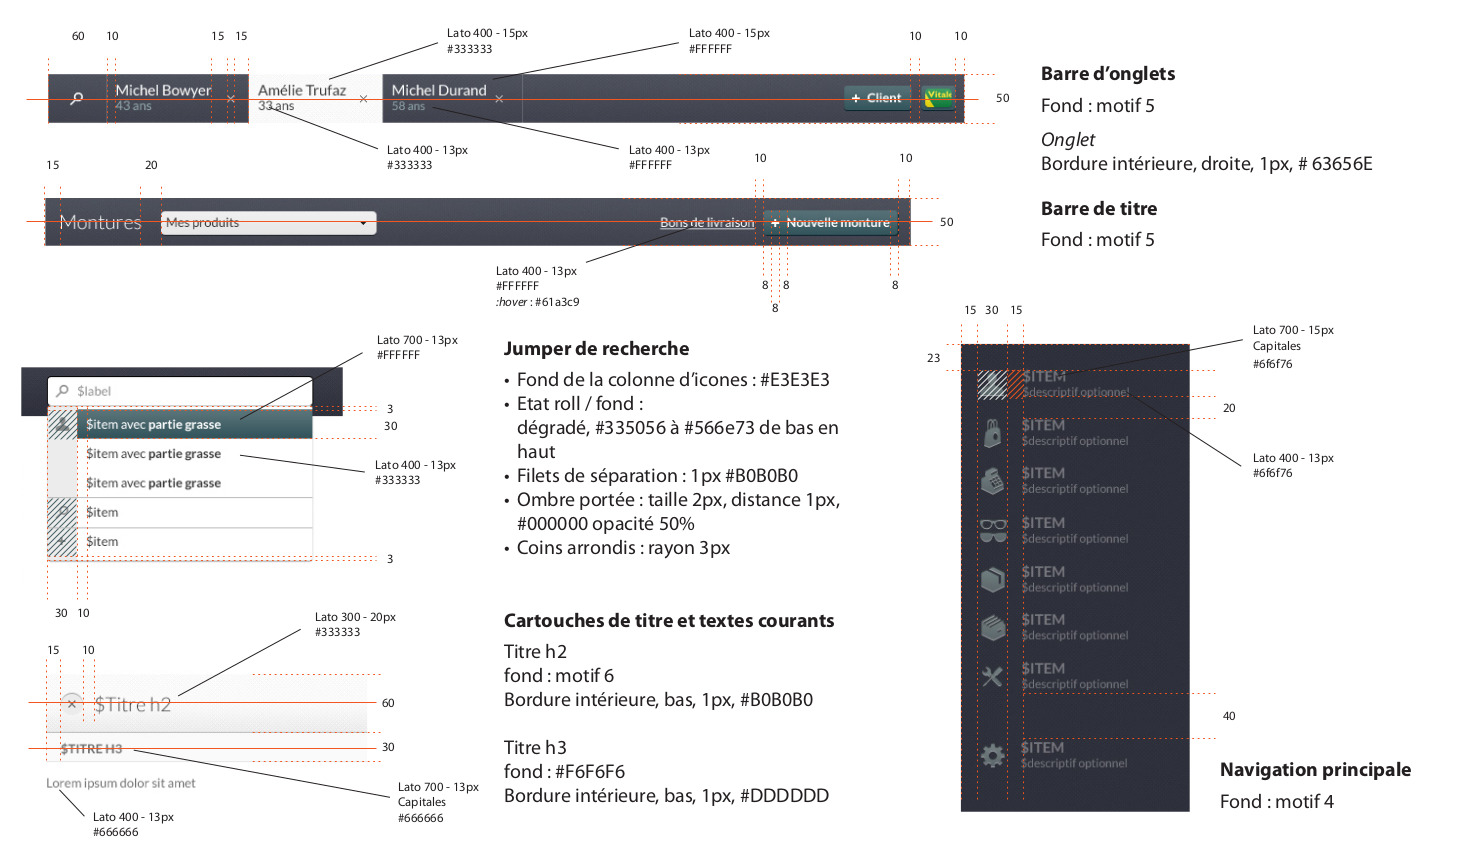 60
10
15
15
Lato 400 - 15px
#333333
Lato 400 - 15px
#FFFFFF
10
10
Michel Bowyer
43 ans
Amélie Trufaz
33 ans
Michel Durand
58 ans
+ Client
Vitale
50
Lato 400 - 13px
#333333
Lato 400 - 13px
#FFFFFF
Barre d’onglets
Fond : motif 5
Onglet
Bordure intérieure, droite, 1px, # 63656E
Barre de titre
Fond : motif 5
15
20
10
10
Montures
Mes produits
Bons de livraison
+ Nouvelle monture
50
Lato 400 - 13px
#FFFFFF
:hover : #61a3c9
8
8
8
8
Lato 700 - 13px
#FFFFFF
$label
$item avec partie grasse
$item avec partie grasse
$item avec partie grasse
$item
$item
3
30
Lato 400 - 13px
#333333
3
30
10
Jumper de recherche
• Fond de la colonne d’icones : #E3E3E3
• Etat roll / fond :
dégradé, #335056 à #566e73 de bas en
haut
• Filets de séparation : 1px #B0B0B0
• Ombre portée : taille 2px, distance 1px,
#000000 opacité 50%
• Coins arrondis : rayon 3px
Lato 300 - 20px
#333333
15
10
$Titre h2
60
$TITRE H3
30
Lorem ipsum dolor sit amet
Lato 400 - 13px
#666666
Lato 700 - 13px
Capitales
#666666
Cartouches de titre et textes courants
Titre h2
fond : motif 6
Bordure intérieure, bas, 1px, #B0B0B0
Titre h3
fond : #F6F6F6
Bordure intérieure, bas, 1px, #DDDDDD
15
30
15
23
Lato 700 - 15px
Capitales
#6f6f76
$ITEM
$descriptif optionnel
20
$ITEM
$descriptif optionnel
Lato 400 - 13px
#6f6f76
$ITEM
$descriptif optionnel
$ITEM
$descriptif optionnel
$ITEM
$descriptif optionnel
$ITEM
$descriptif optionnel
$ITEM
$descriptif optionnel
40
$ITEM
$descriptif optionnel
Navigation principale
Fond : motif 4